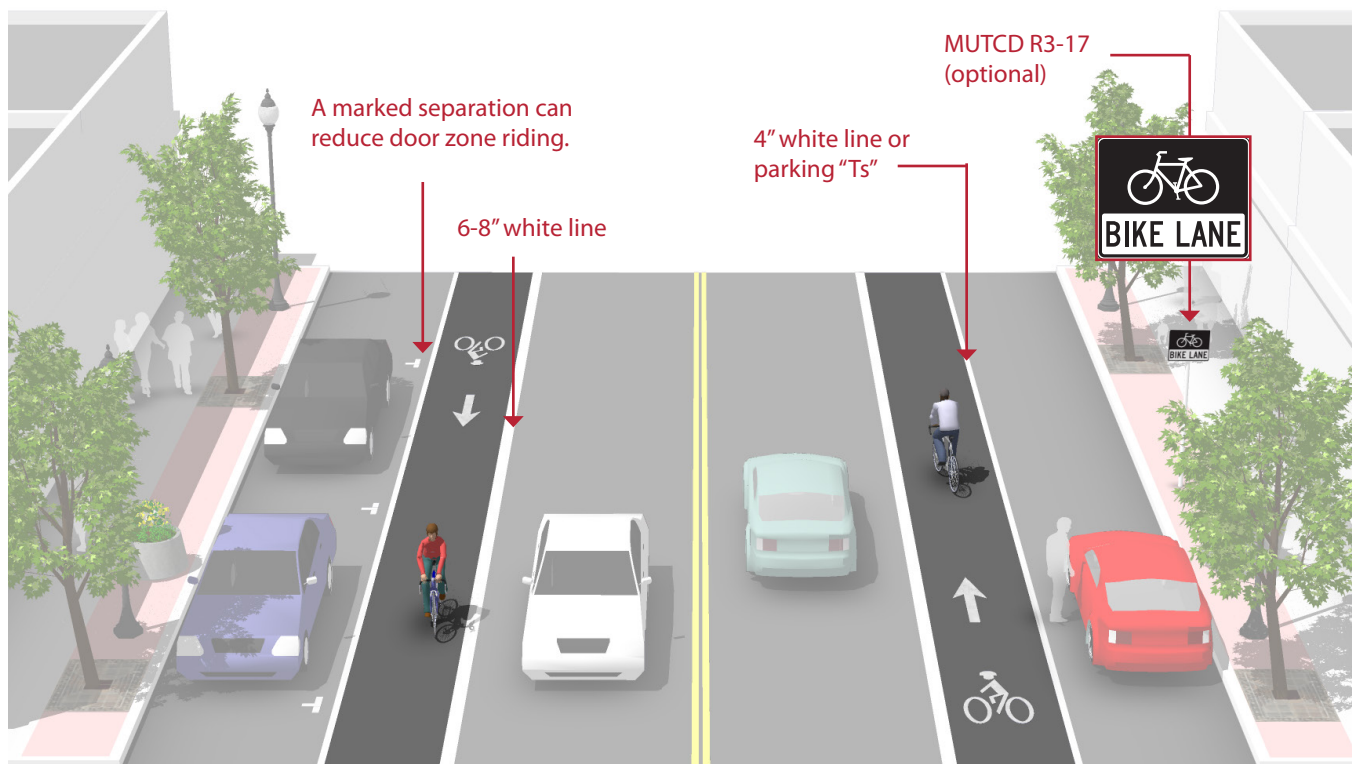 MUTCD R3-17
(optional)
A marked separation can
reduce door zone riding.
4” white line or
parking “Ts”
BIKE LANE
6-8” white line
BIKE LANE